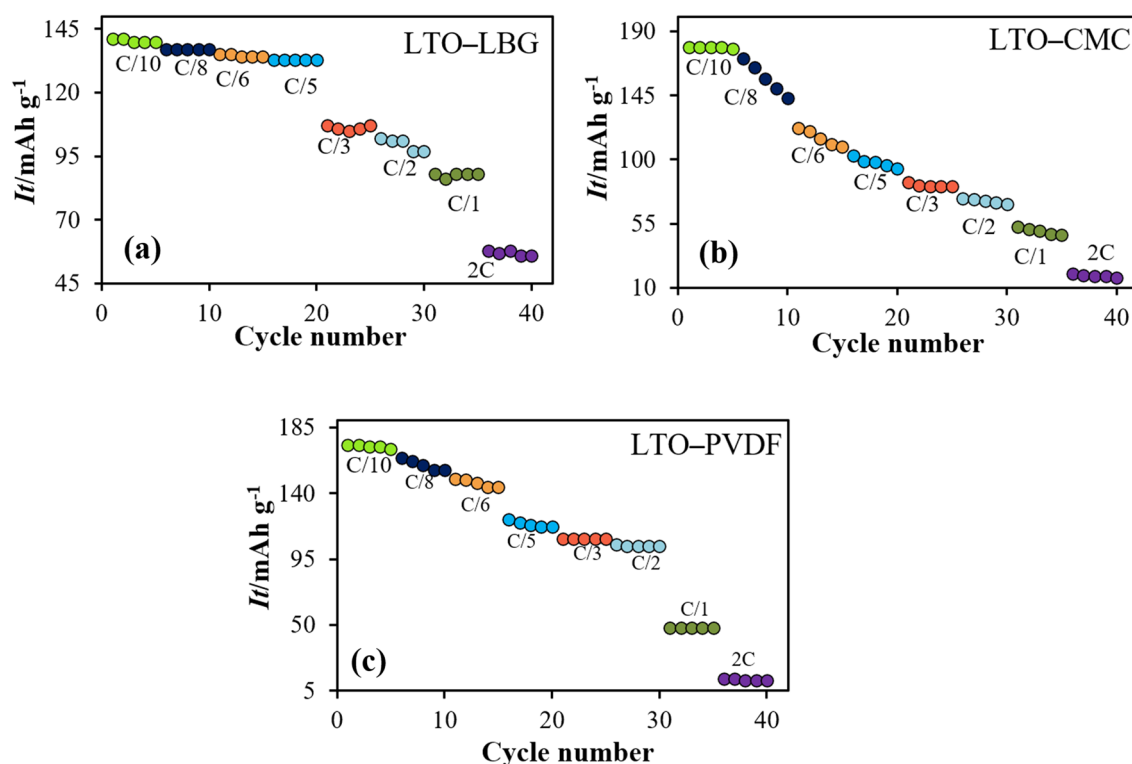 145
120
95
70
45
It/mAh g⁻¹
LTO–LBG
C/10
C/8
C/6
C/5
C/3
C/2
C/1
2C
(a)
0
10
20
30
40
Cycle number
190
145
100
55
10
It/mAh g⁻¹
LTO–CMC
C/10
C/8
C/6
C/5
C/3
C/2
C/1
2C
(b)
0
10
20
30
40
Cycle number
185
140
95
50
5
It/mAh g⁻¹
LTO–PVDF
C/10
C/8
C/6
C/5
C/3
C/2
C/1
2C
(c)
0
10
20
30
40
Cycle number